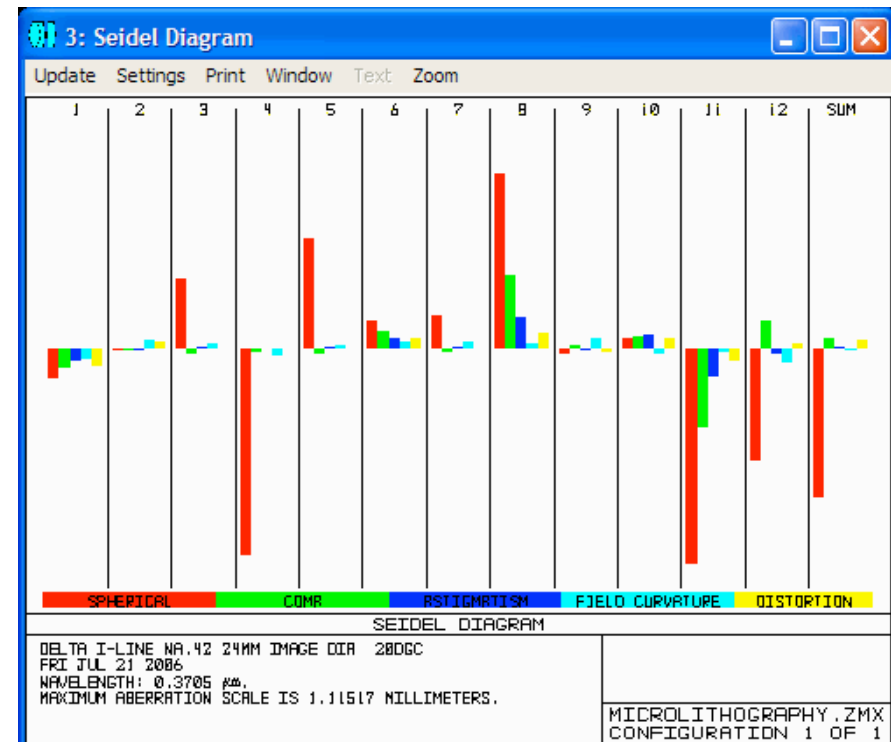 3: Seidel Diagram
Update Settings Print Window Text Zoom
1 2 3 4 5 6 7 8 9 10 11 12 SUM
SPHERICAL COMA ASTIGMATISM FIELD CURVATURE DISTORTION
SEIDEL DIAGRAM
DELTA I-LINE NA.42 24MM IMAGE DIA 20DGC
FRI JUL 21 2006
WAVELENGTH: 0.3705 µm.
MAXIMUM ABERRATION SCALE IS 1.11517 MILLIMETERS.
MICROLITHOGRAPHY.ZMX
CONFIGURATION 1 OF 1